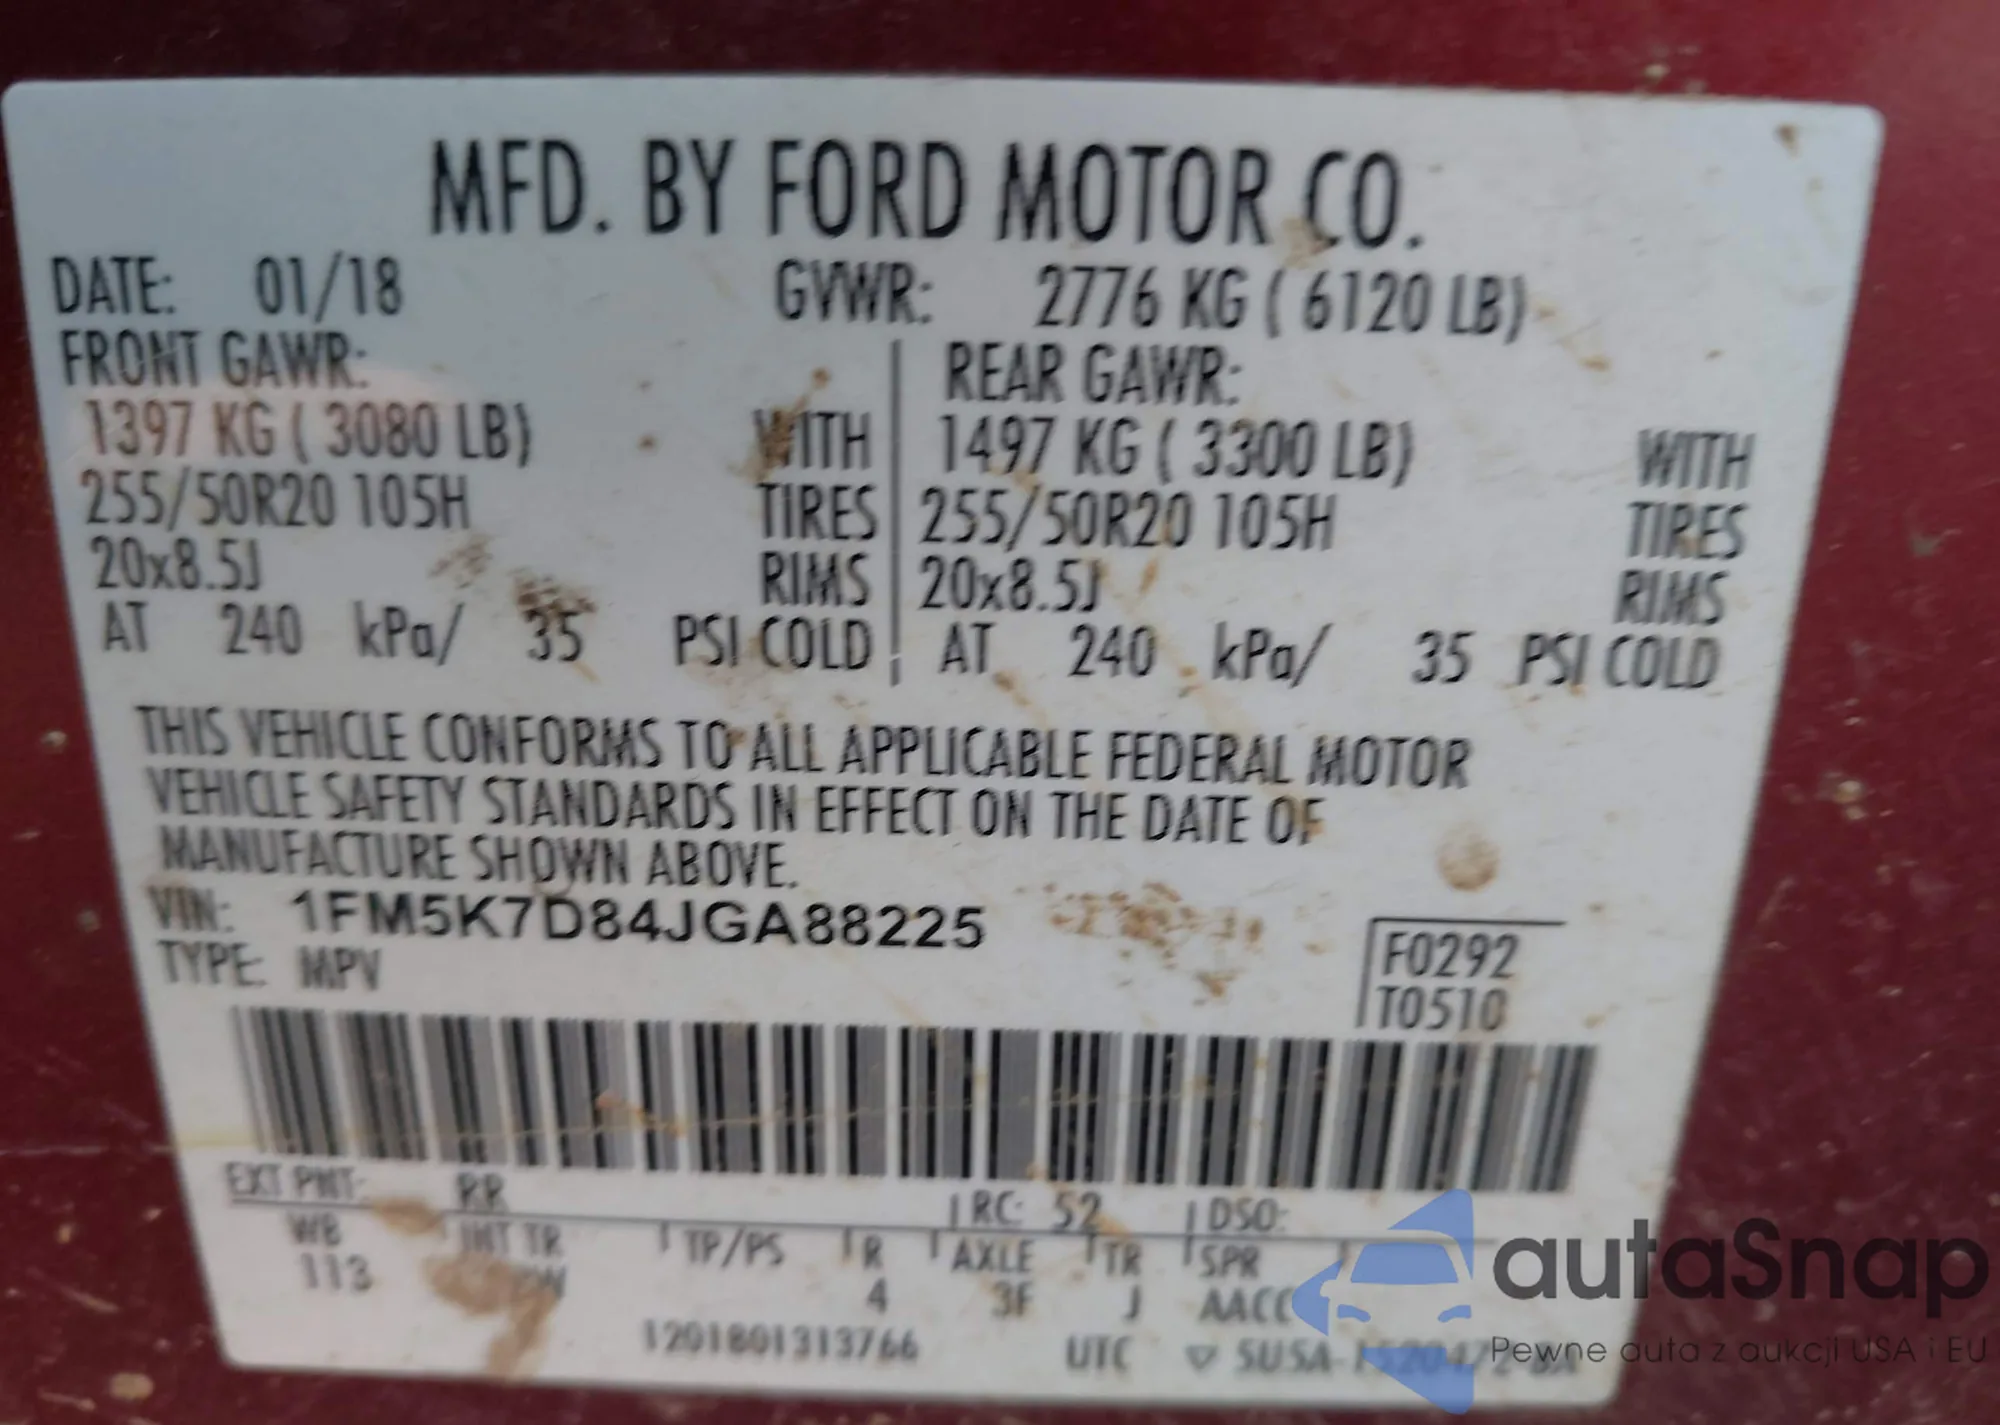 MFD. BY FORD MOTOR CO.
DATE: 01/18 GVWR: 2776 KG ( 6120 LB)
FRONT GAWR: REAR GAWR:
1397 KG ( 3080 LB) WITH 1497 KG ( 3300 LB) WITH
255/50R20 105H TIRES 255/50R20 105H TIRES
20x8.5J RIMS 20x8.5J RIMS
AT 240 kPa/ 35 PSI COLD AT 240 kPa/ 35 PSI COLD
THIS VEHICLE CONFORMS TO ALL APPLICABLE FEDERAL MOTOR
VEHICLE SAFETY STANDARDS IN EFFECT ON THE DATE OF
MANUFACTURE SHOWN ABOVE.
VIN: 1FM5K7D84JGA88225
TYPE: MPV
F0292
T0510
EXT PNT: RR RC: 52 DSO:
WB INT TR TP/PS R AXLE TR SPR
113 4 3F J AACC
1201801313766 UTC
autaSnap
Pewne auta z aukcji USA i EU